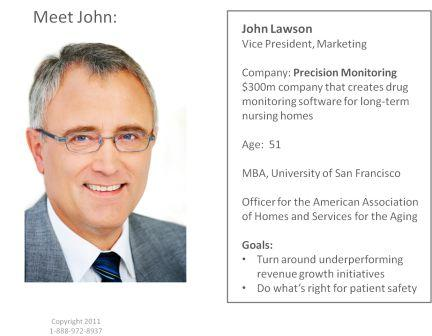 Meet John:
John Lawson
Vice President, Marketing
Company: Precision Monitoring
$300m company that creates drug
monitoring software for long-term
nursing homes
Age: 51
MBA, University of San Francisco
Officer for the American Association
of Homes and Services for the Aging
Goals:
• Turn around underperforming
revenue growth initiatives
• Do what's right for patient safety
Copyright 2011
1-888-972-8937